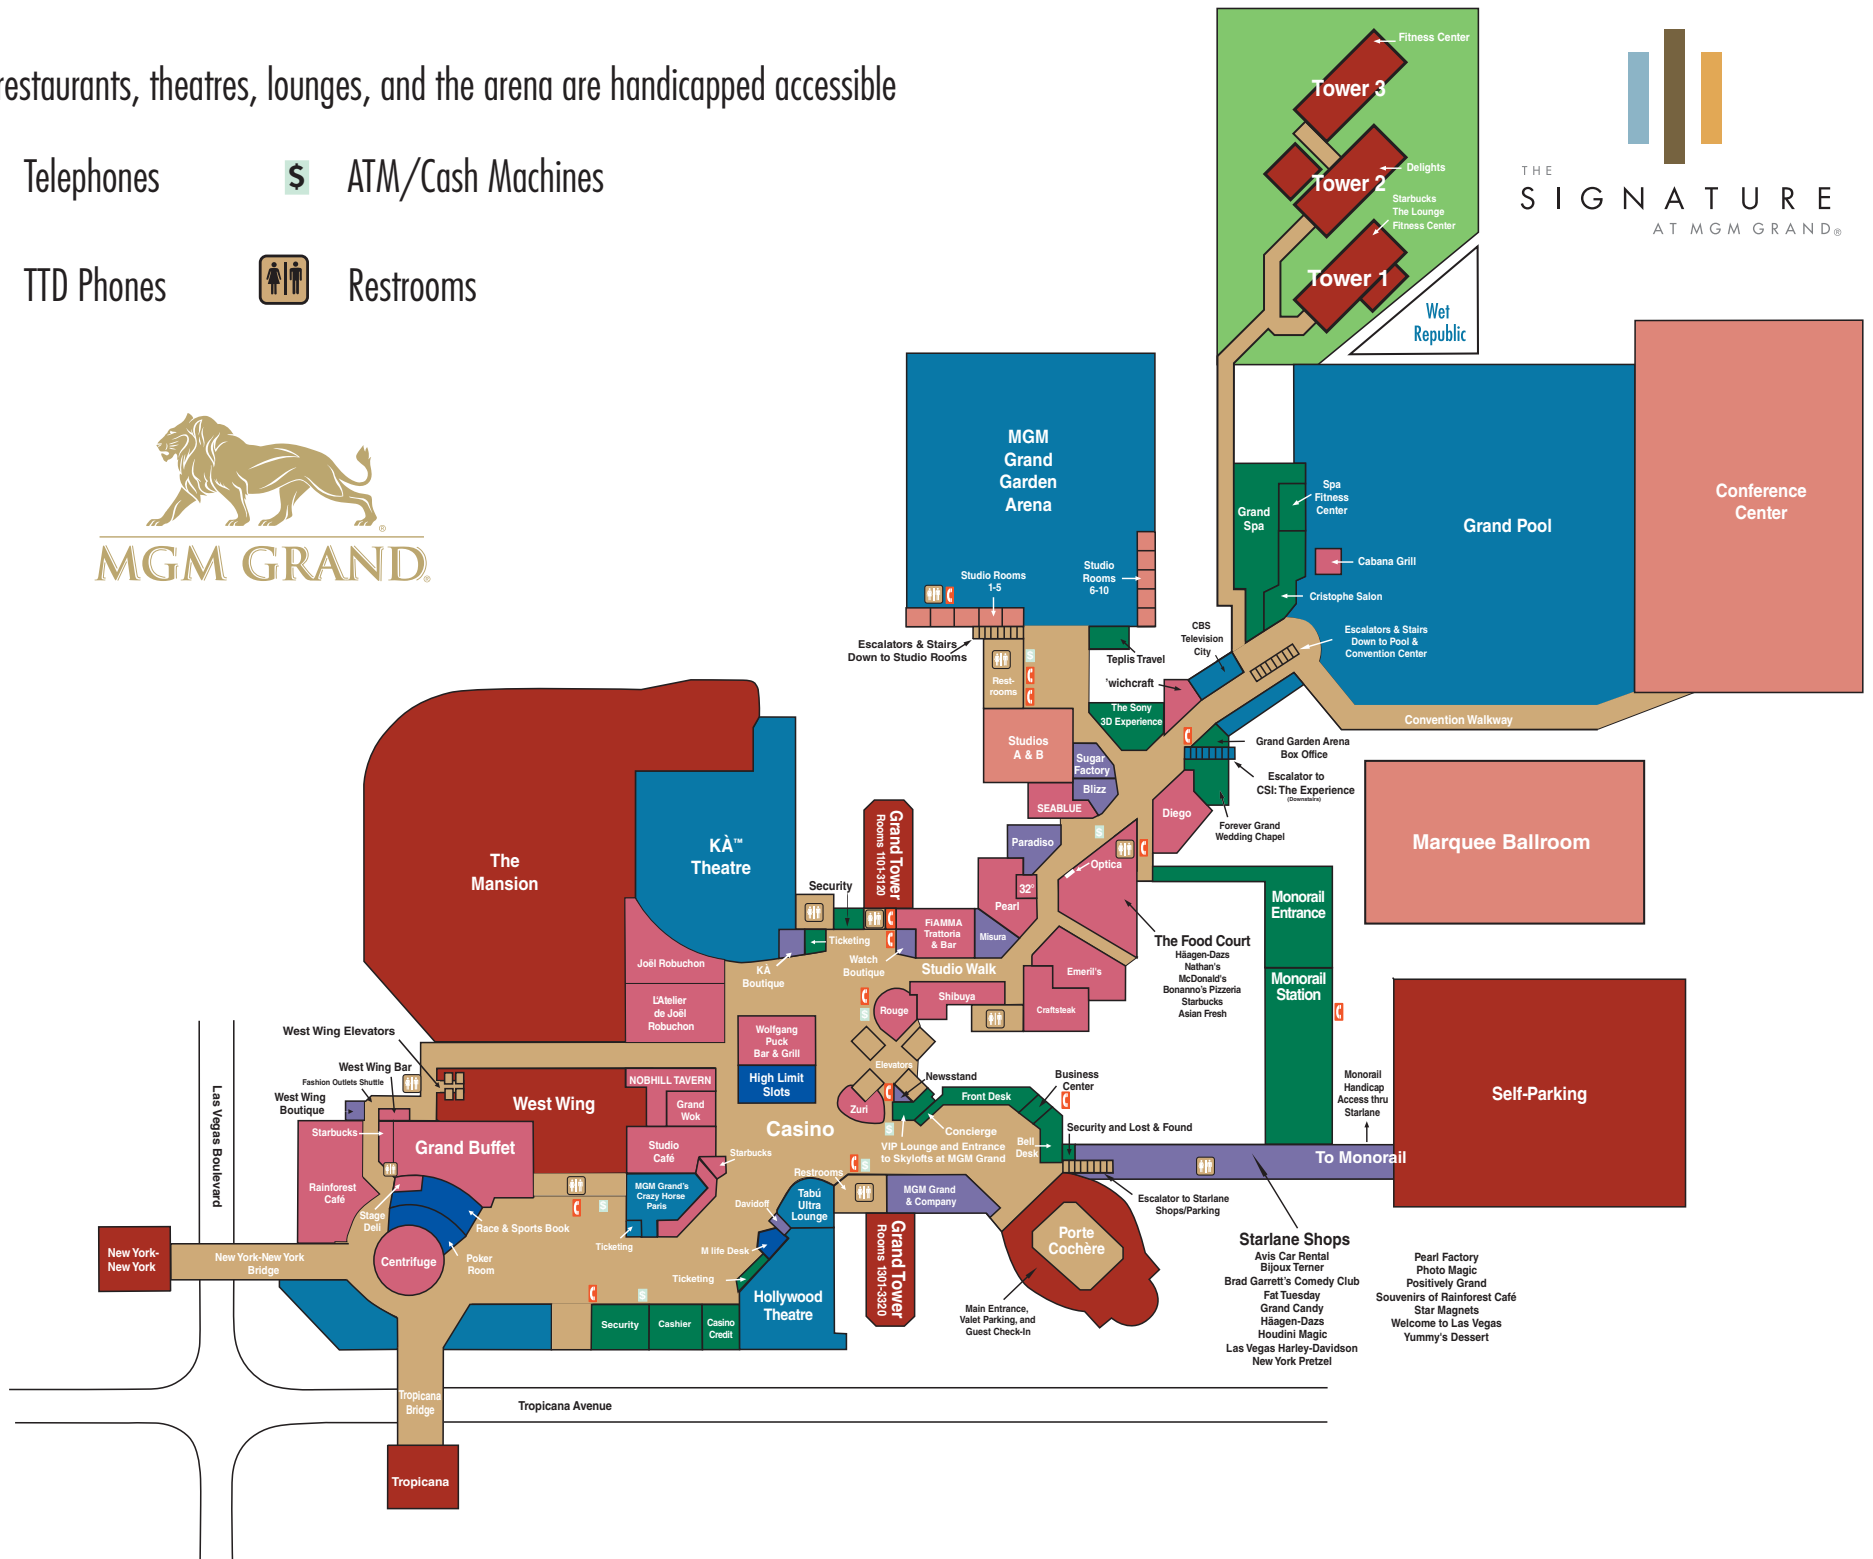 restaurants, theatres, lounges, and the arena are handicapped accessible
Telephones
$
ATM/Cash Machines
TTD Phones
Restrooms
MGM GRAND®
THE
SIGNATURE
AT MGM GRAND®
Fitness Center
Tower 3
Delights
Tower 2
Starbucks
The Lounge
Fitness Center
Tower 1
Wet
Republic
MGM
Grand
Garden
Arena
Studio Rooms
1-5
Studio
Rooms
6-10
Grand
Spa
Spa
Fitness
Center
Grand Pool
Cabana Grill
Cristophe Salon
Conference
Center
Escalators & Stairs
Down to Studio Rooms
Rest-
rooms
Teplis Travel
CBS
Television
City
'wichcraft
Escalators & Stairs
Down to Pool &
Convention Center
The Sony
3D Experience
Convention Walkway
Studios
A & B
Sugar
Factory
Blizz
SEABLUE
Grand Garden Arena
Box Office
Escalator to
CSI: The Experience
(Downstairs)
Diego
Forever Grand
Wedding Chapel
Marquee Ballroom
The
Mansion
KÀ™
Theatre
Grand Tower
Rooms 1101-3120
Paradiso
Optica
32°
Pearl
Misura
Security
Ticketing
KÀ
Boutique
Watch
Boutique
FiAMMA
Trattoria
& Bar
Studio Walk
Monorail
Entrance
The Food Court
Häagen-Dazs
Nathan's
McDonald's
Bonanno's Pizzeria
Starbucks
Asian Fresh
Monorail
Station
Joël Robuchon
L'Atelier
de Joël
Robuchon
Emeril's
Craftsteak
Shibuya
Rouge
Wolfgang
Puck
Bar & Grill
High Limit
Slots
Elevators
Newsstand
Zuri
Front Desk
Business
Center
Concierge
VIP Lounge and Entrance
to Skylofts at MGM Grand
Bell
Desk
Security and Lost & Found
Casino
West Wing Elevators
West Wing Bar
Fashion Outlets Shuttle
West Wing
Boutique
Starbucks
West Wing
NOBHILL TAVERN
Grand
Wok
Studio
Café
Starbucks
Grand Buffet
Rainforest
Café
Stage
Deli
Race & Sports Book
Poker
Room
Centrifuge
MGM Grand's
Crazy Horse
Paris
Ticketing
Davidoff
M life Desk
Ticketing
Tabú
Ultra
Lounge
Restrooms
MGM Grand
& Company
Grand Tower
Rooms 1301-3320
Hollywood
Theatre
Security
Cashier
Casino
Credit
Monorail
Handicap
Access thru
Starlane
Self-Parking
To Monorail
Escalator to Starlane
Shops/Parking
Porte
Cochère
Main Entrance,
Valet Parking, and
Guest Check-In
Starlane Shops
Avis Car Rental
Bijoux Terner
Brad Garrett's Comedy Club
Fat Tuesday
Grand Candy
Häagen-Dazs
Houdini Magic
Las Vegas Harley-Davidson
New York Pretzel
Pearl Factory
Photo Magic
Positively Grand
Souvenirs of Rainforest Café
Star Magnets
Welcome to Las Vegas
Yummy's Dessert
Las Vegas Boulevard
New York-
New York
New York-New York
Bridge
Tropicana
Bridge
Tropicana Avenue
Tropicana